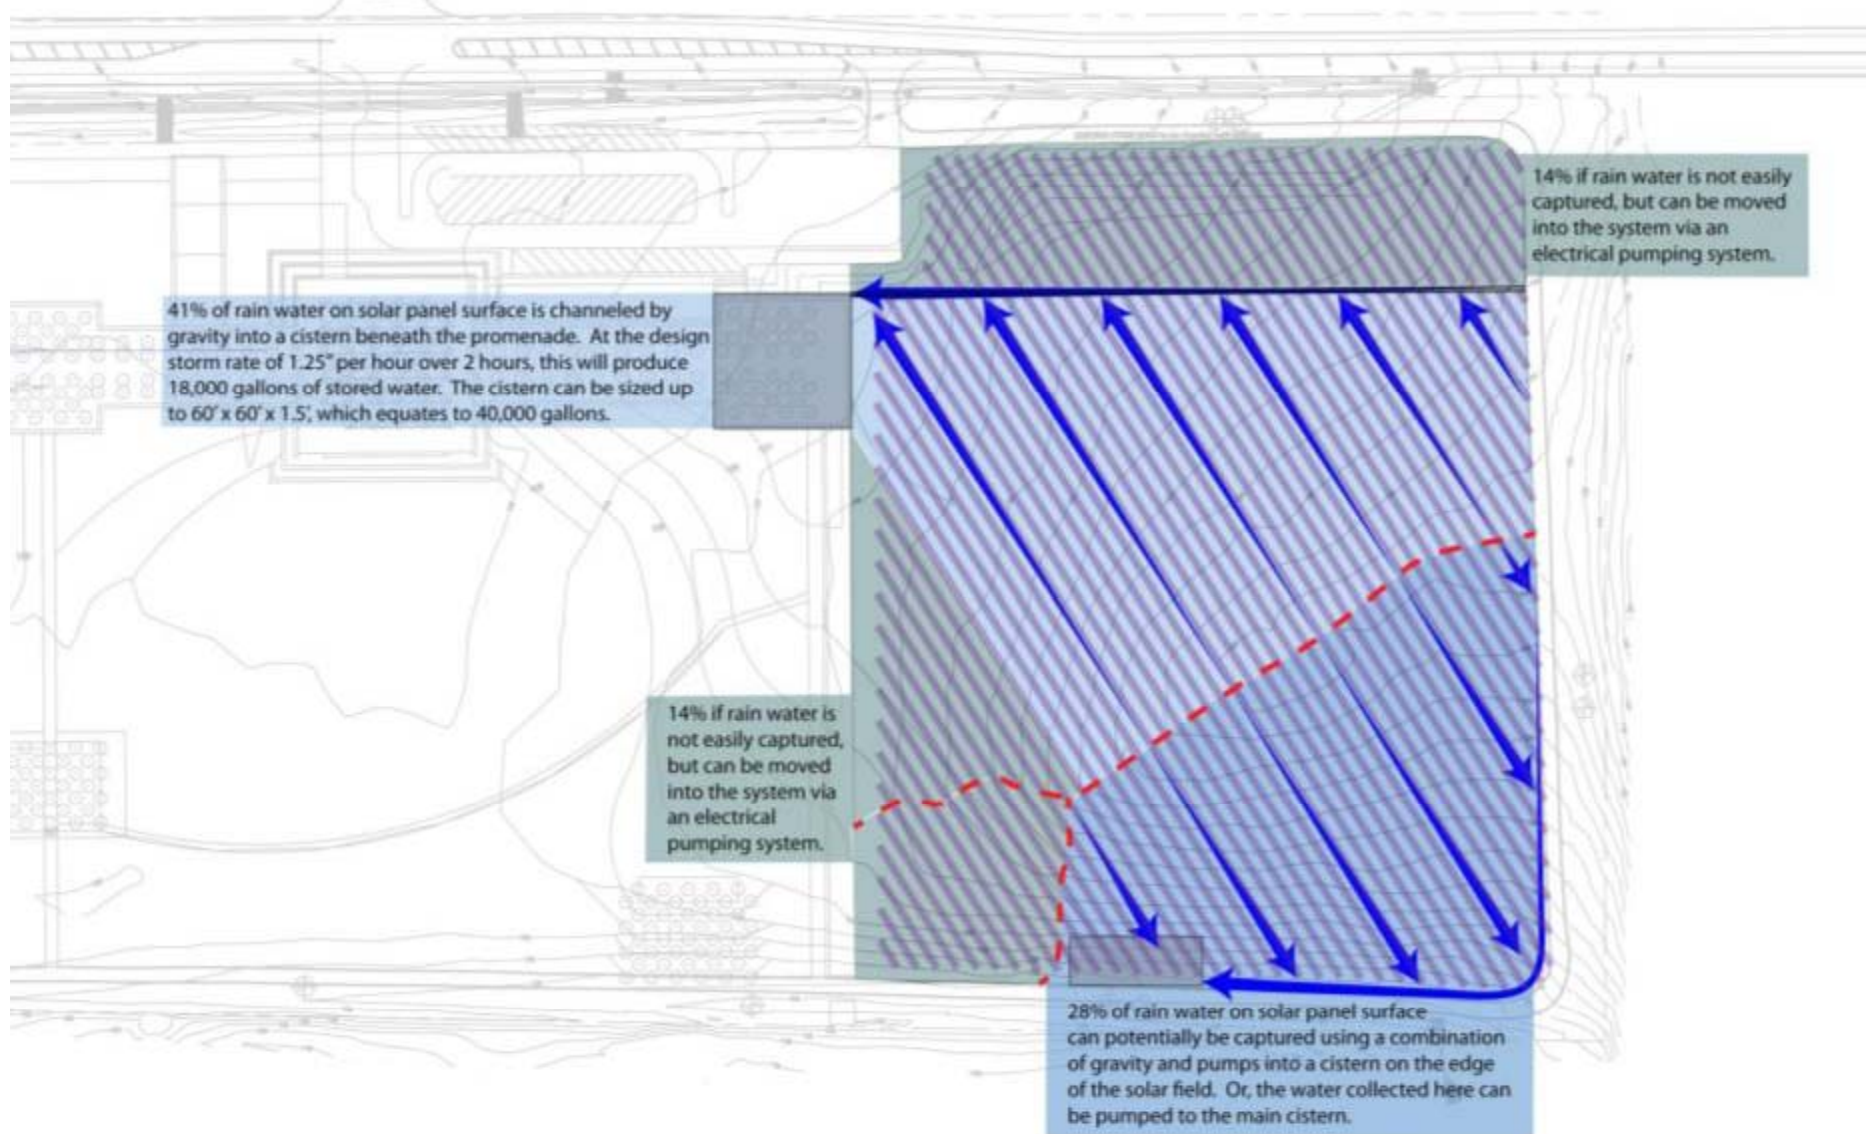 14% if rain water is not easily
captured, but can be moved
into the system via an
electrical pumping system.
41% of rain water on solar panel surface is channeled by
gravity into a cistern beneath the promenade.  At the design
storm rate of 1.25” per hour over 2 hours, this will produce
18,000 gallons of stored water.  The cistern can be sized up
to 60’ x 60’ x 1.5’, which equates to 40,000 gallons.
14% if rain water is
not easily captured,
but can be moved
into the system via
an electrical
pumping system.
28% of rain water on solar panel surface
can potentially be captured using a combination
of gravity and pumps into a cistern on the edge
of the solar field.  Or, the water collected here can
be pumped to the main cistern.